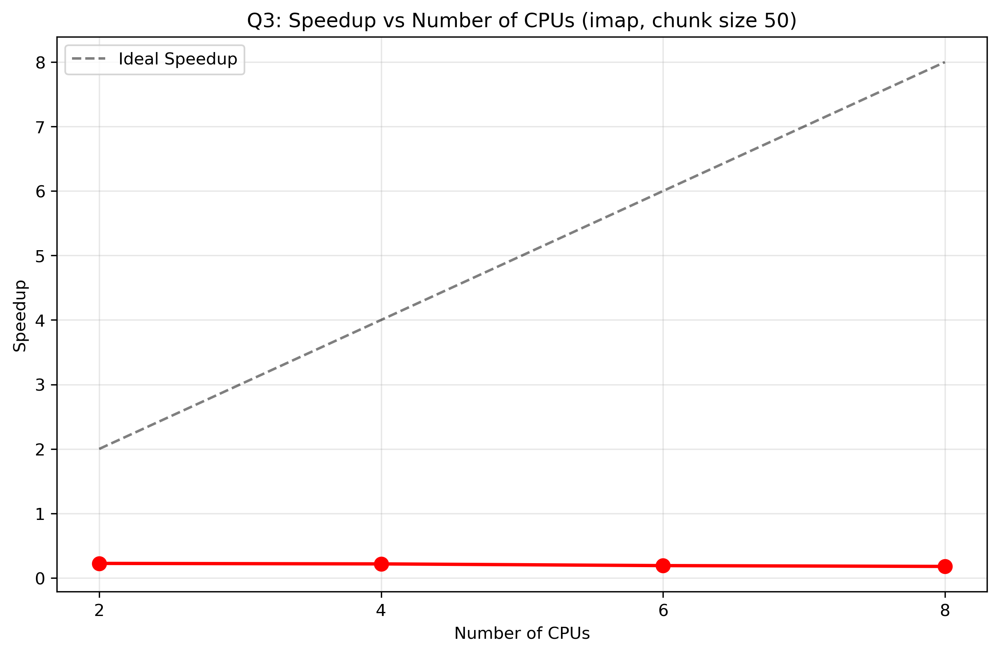 Q3: Speedup vs Number of CPUs (imap, chunk size 50)
Ideal Speedup
8
7
6
5
4
3
2
1
0
Speedup
2 4 6 8
Number of CPUs